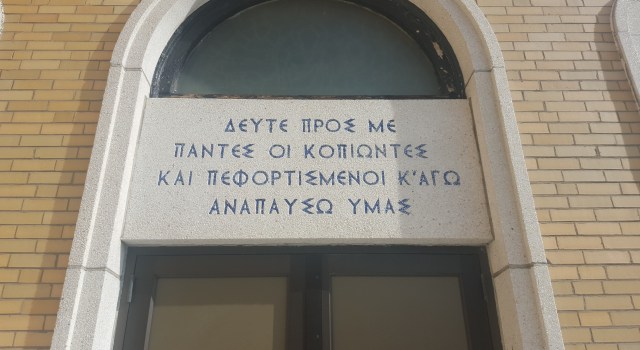 ΔΕΥΤΕ ΠΡΟΣ ΜΕ
ΠΑΝΤΕΣ ΟΙ ΚΟΠΙΩΝΤΕΣ
ΚΑΙ ΠΕΦΟΡΤΙΣΜΕΝΟΙ Κ'ΑΓΩ
ΑΝΑΠΑΥΣΩ ΥΜΑΣ